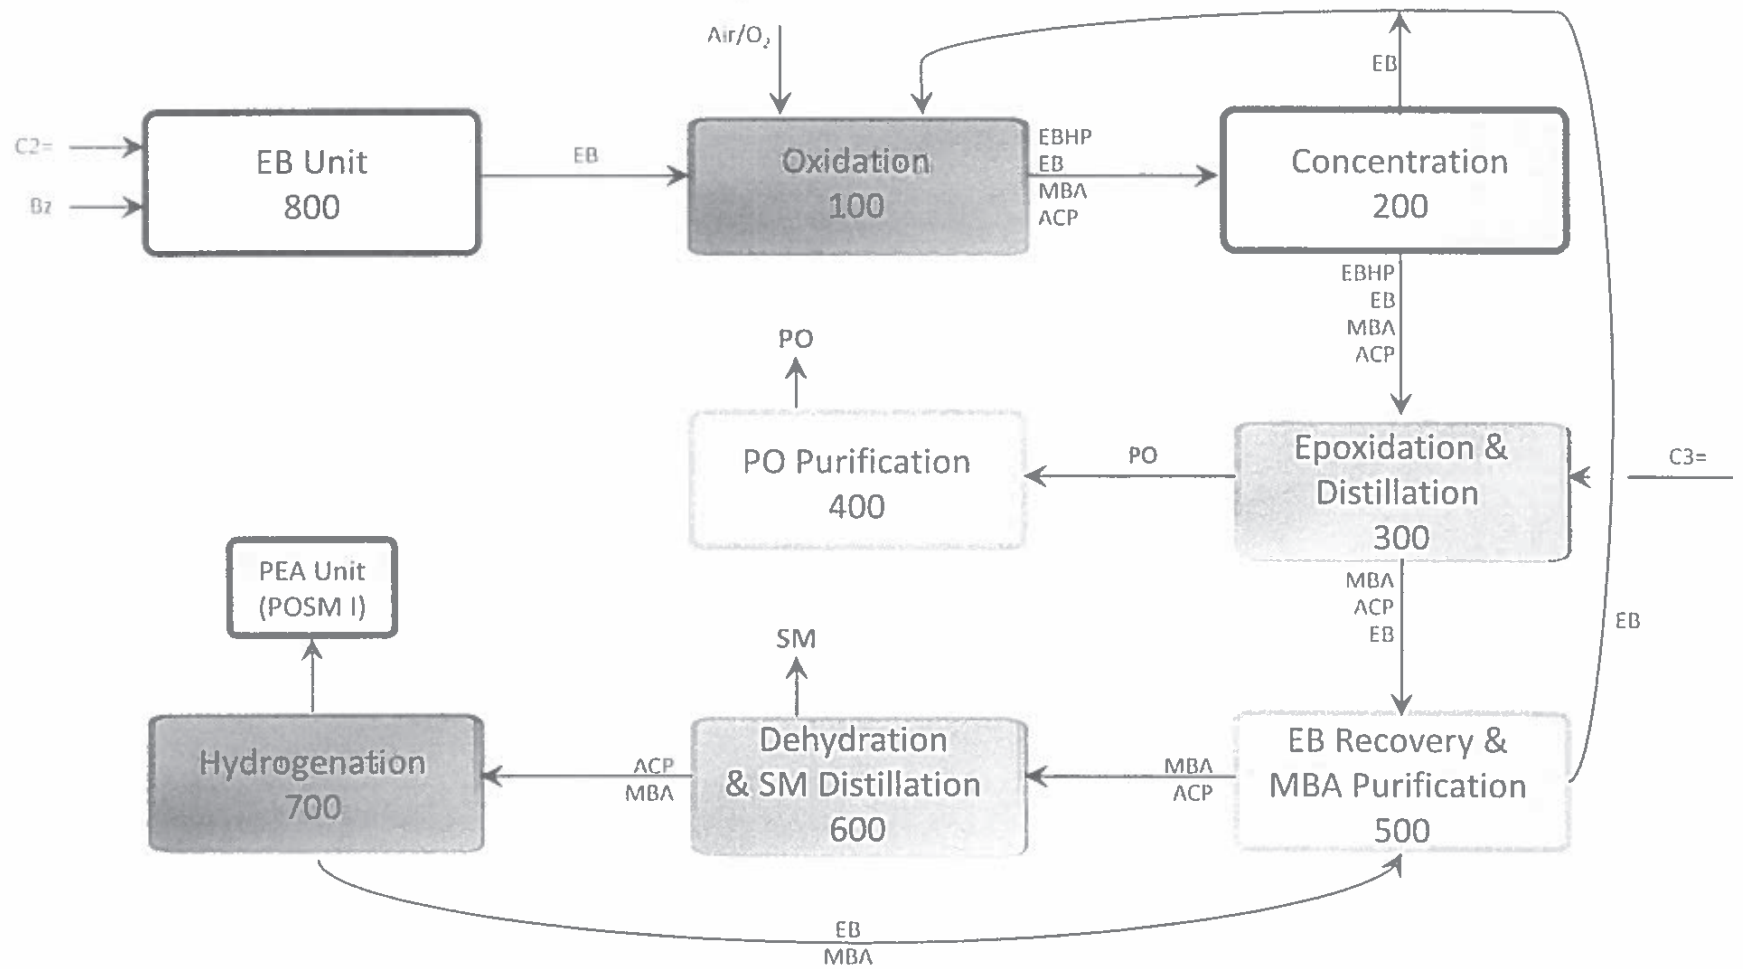 Air/O₂
EB
C2=
Bz
EB Unit
800
EB
Oxidation
100
EBHP
EB
MBA
ACP
Concentration
200
EBHP
EB
MBA
ACP
PO
PO Purification
400
PO
Epoxidation &
Distillation
300
C3=
PEA Unit
(POSM I)
MBA
ACP
EB
EB
SM
Hydrogenation
700
ACP
MBA
Dehydration
& SM Distillation
600
MBA
ACP
EB Recovery &
MBA Purification
500
EB
MBA